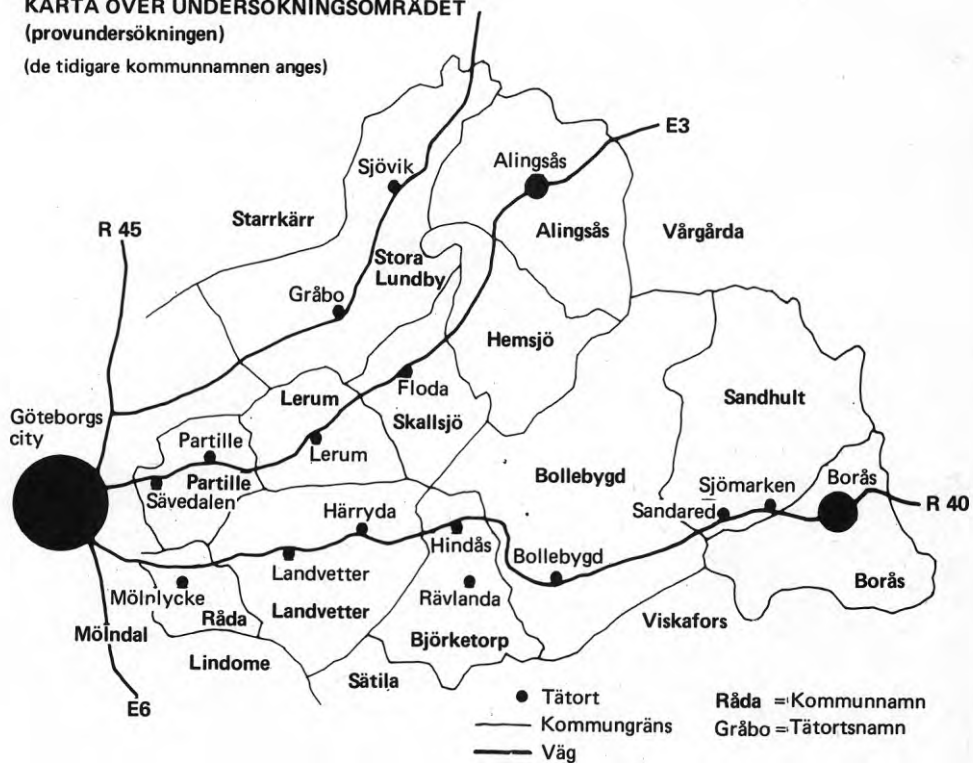 KARTA ÖVER UNDERSÖKNINGSOMRÅDET
(provundersökningen)
(de tidigare kommunnamnen anges)
E3
Sjövik
Alingsås
Starrkärr
R 45
Alingsås
Vårgårda
Stora
Lundby
Gråbo
Hemsjö
Floda
Lerum
Sandhult
Göteborgs
city
Skallsjö
Partille
Lerum
Partille
Bollebygd
Sävedalen
Sjömarken
Borås
Härryda
Sandared
R 40
Hindås
Bollebygd
Landvetter
Mölnlycke
Rävlanda
Borås
Råda
Landvetter
Viskafors
Mölndal
Björketorp
Lindome
Sätila
E6
Tätort
Kommungräns
Väg
Råda = Kommunnamn
Gråbo = Tätortsnamn